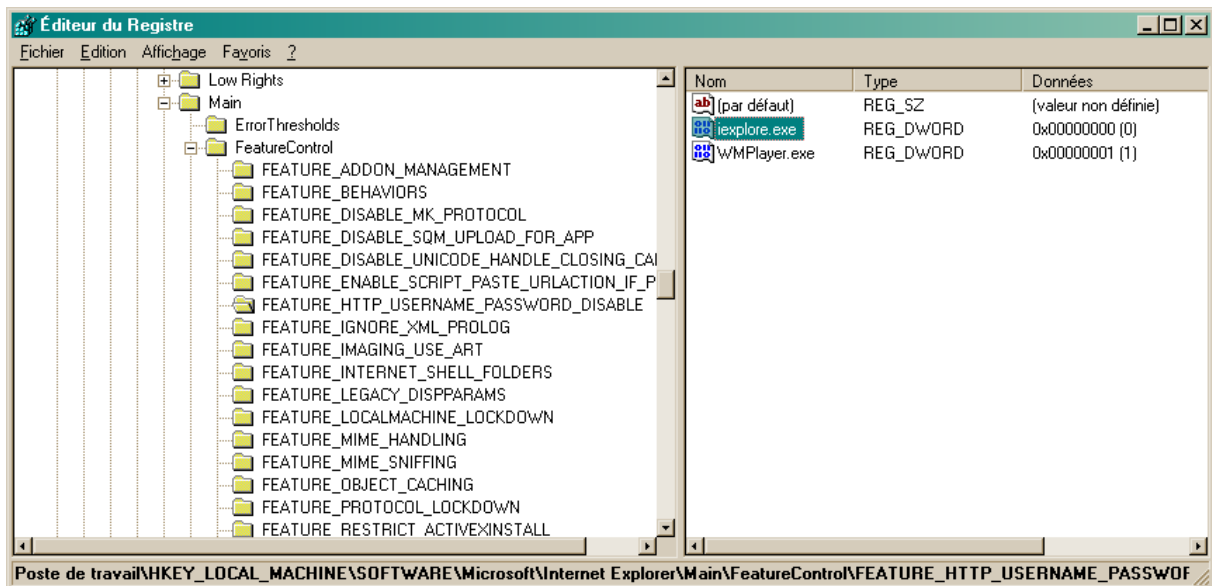 Éditeur du Registre
Fichier Edition Affichage Favoris ?
Low Rights
Main
ErrorThresholds
FeatureControl
FEATURE_ADDON_MANAGEMENT
FEATURE_BEHAVIORS
FEATURE_DISABLE_MK_PROTOCOL
FEATURE_DISABLE_SQM_UPLOAD_FOR_APP
FEATURE_DISABLE_UNICODE_HANDLE_CLOSING_CAL
FEATURE_ENABLE_SCRIPT_PASTE_URLACTION_IF_P
FEATURE_HTTP_USERNAME_PASSWORD_DISABLE
FEATURE_IGNORE_XML_PROLOG
FEATURE_IMAGING_USE_ART
FEATURE_INTERNET_SHELL_FOLDERS
FEATURE_LEGACY_DISPPARAMS
FEATURE_LOCALMACHINE_LOCKDOWN
FEATURE_MIME_HANDLING
FEATURE_MIME_SNIFFING
FEATURE_OBJECT_CACHING
FEATURE_PROTOCOL_LOCKDOWN
FEATURE_RESTRICT_ACTIVEXINSTALL
Nom Type Données
(par défaut) REG_SZ (valeur non définie)
iexplore.exe REG_DWORD 0x00000000 (0)
WMPlayer.exe REG_DWORD 0x00000001 (1)
Poste de travail\HKEY_LOCAL_MACHINE\SOFTWARE\Microsoft\Internet Explorer\Main\FeatureControl\FEATURE_HTTP_USERNAME_PASSWOR